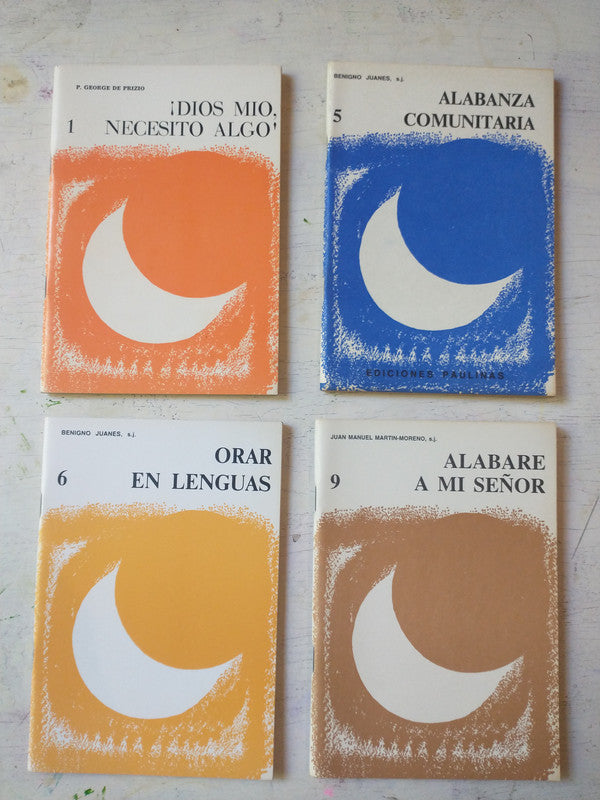 P. GEORGE DE PRIZIO
1
¡DIOS MIO,
NECESITO ALGO!
BENIGNO JUANES, s.j.
5
ALABANZA
COMUNITARIA
EDICIONES PAULINAS
BENIGNO JUANES, s.j.
6
ORAR
EN LENGUAS
JUAN MANUEL MARTIN-MORENO, s.j.
9
ALABARE
A MI SEÑOR